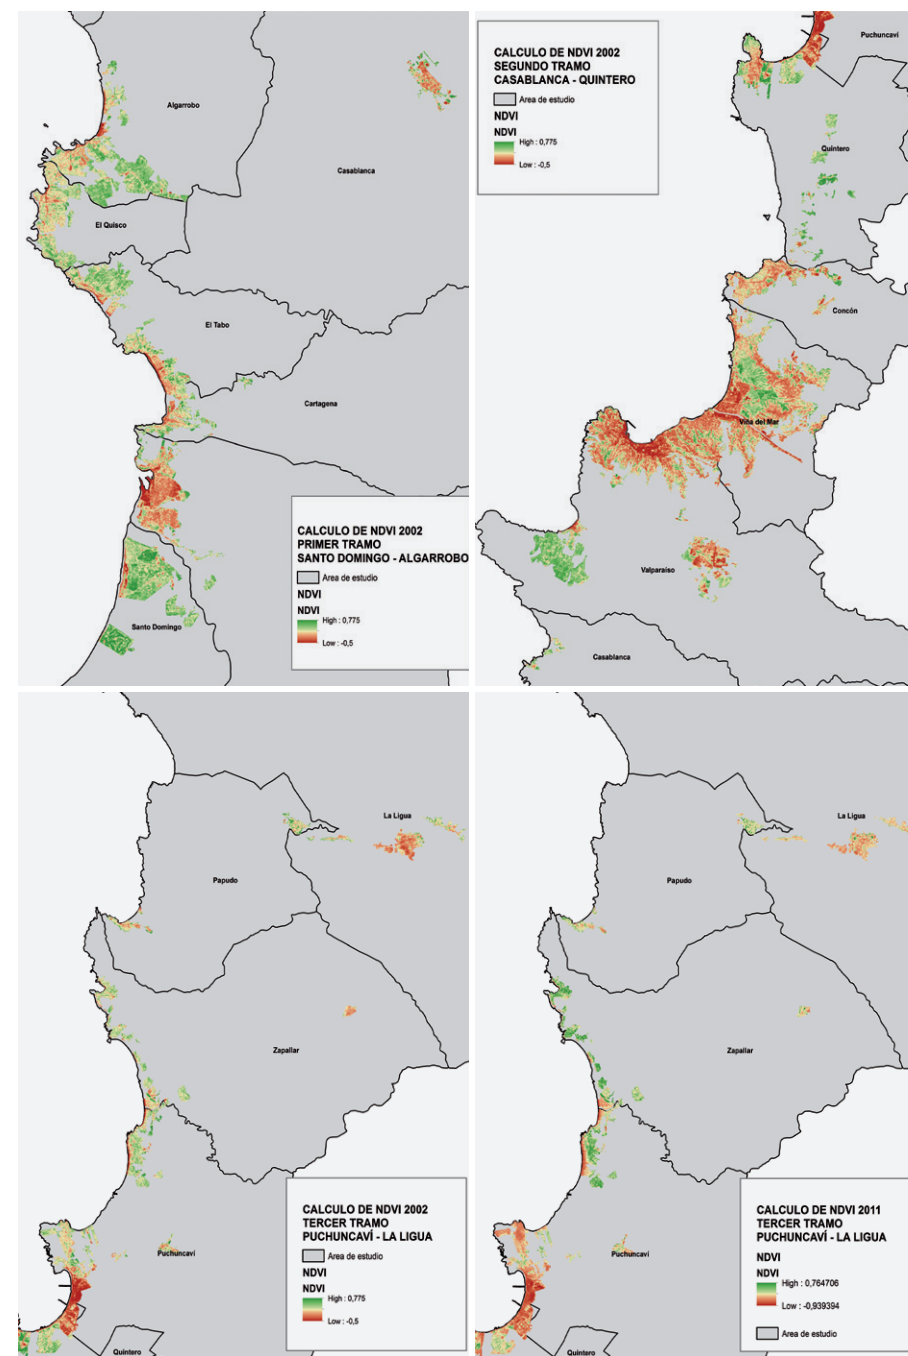 Algarrobo
Casablanca
El Quisco
El Tabo
Cartagena
Santo Domingo
CALCULO DE NDVI 2002
PRIMER TRAMO
SANTO DOMINGO - ALGARROBO
Area de estudio
NDVI
NDVI
High : 0,775
Low : -0,5
CALCULO DE NDVI 2002
SEGUNDO TRAMO
CASABLANCA - QUINTERO
Area de estudio
NDVI
NDVI
High : 0,775
Low : -0,5
Puchuncaví
Quintero
Concón
Viña del Mar
Valparaiso
Casablanca
La Ligua
Papudo
Zapallar
Puchuncaví
Quintero
CALCULO DE NDVI 2002
TERCER TRAMO
PUCHUNCAVÍ - LA LIGUA
Area de estudio
NDVI
NDVI
High : 0,775
Low : -0,5
La Ligua
Papudo
Zapallar
Puchuncaví
Quintero
CALCULO DE NDVI 2011
TERCER TRAMO
PUCHUNCAVÍ - LA LIGUA
NDVI
NDVI
High : 0,764706
Low : -0,939394
Area de estudio